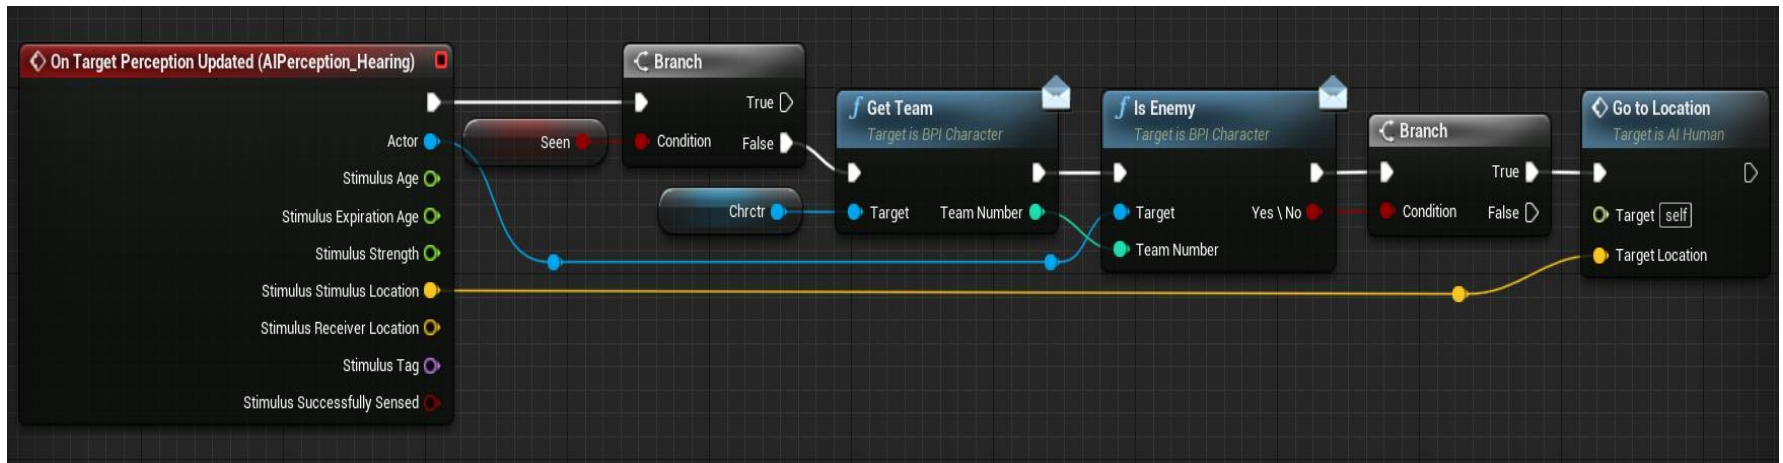 On Target Perception Updated (AIPerception_Hearing)
Actor
Stimulus Age
Stimulus Expiration Age
Stimulus Strength
Stimulus Stimulus Location
Stimulus Receiver Location
Stimulus Tag
Stimulus Successfully Sensed
Seen
Branch
True
Condition
False
Chrctr
f Get Team
Target is BPI Character
Target
Team Number
f Is Enemy
Target is BPI Character
Target
Yes \ No
Team Number
Branch
True
Condition
False
Go to Location
Target is AI Human
Target self
Target Location